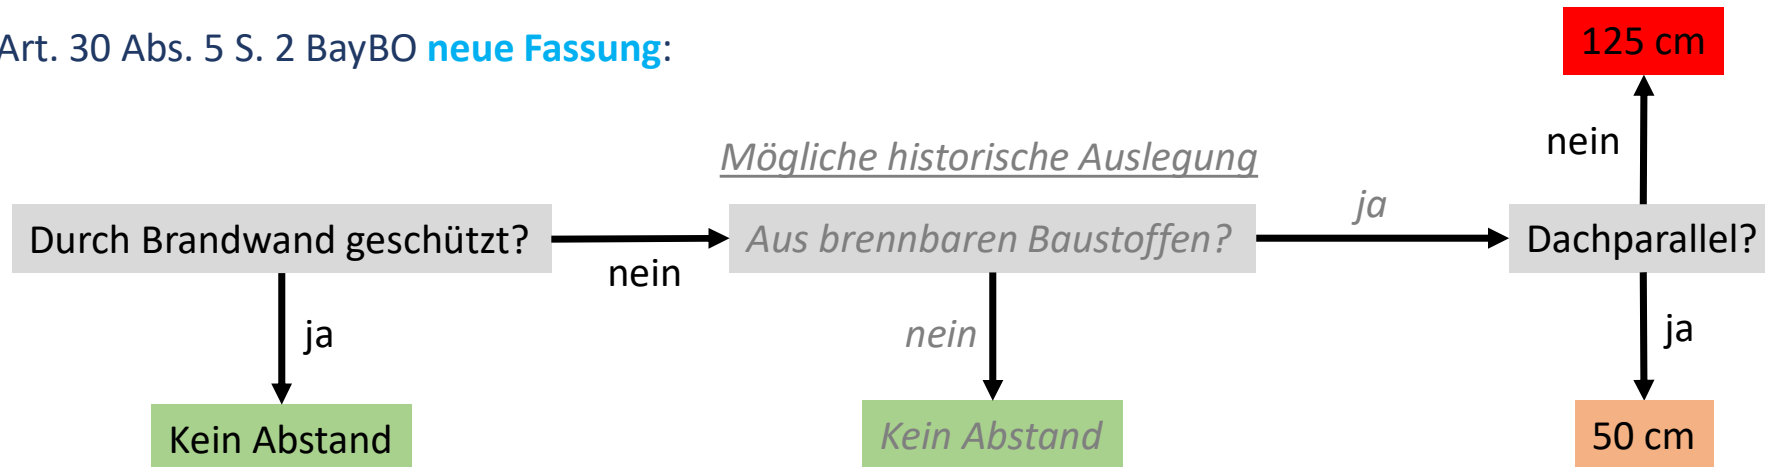 Art. 30 Abs. 5 S. 2 BayBO neue Fassung:
125 cm
nein
Mögliche historische Auslegung
ja
Durch Brandwand geschützt?
nein
Aus brennbaren Baustoffen?
Dachparallel?
ja
nein
ja
Kein Abstand
Kein Abstand
50 cm